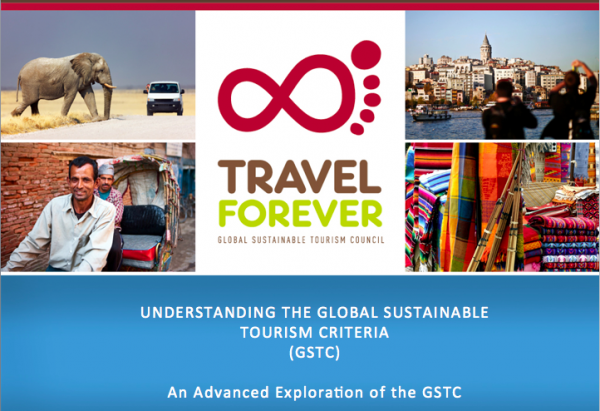 TRAVEL
FOREVER
GLOBAL SUSTAINABLE TOURISM COUNCIL
UNDERSTANDING THE GLOBAL SUSTAINABLE
TOURISM CRITERIA
(GSTC)
An Advanced Exploration of the GSTC